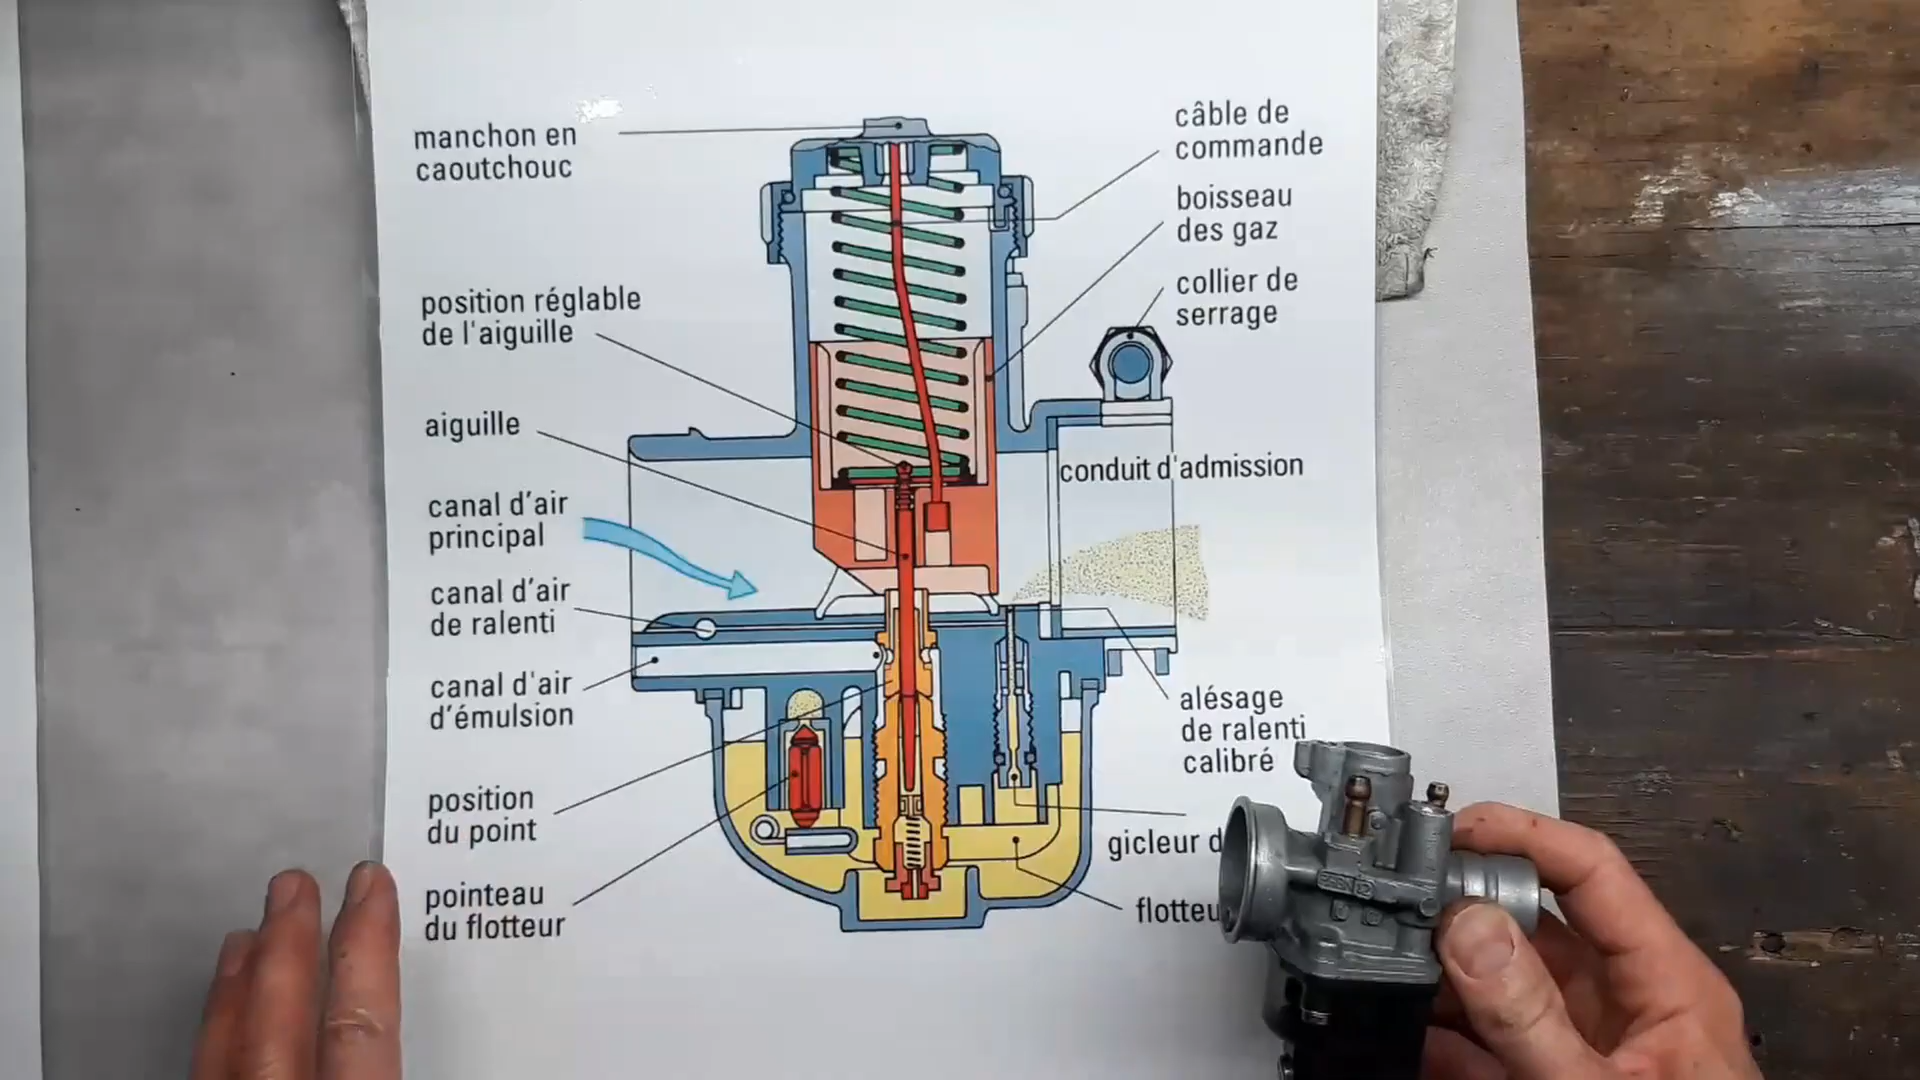 manchon en
caoutchouc
position réglable
de l'aiguille
aiguille
canal d'air
principal
canal d'air
de ralenti
canal d'air
d'émulsion
position
du point
pointeau
du flotteur
câble de
commande
boisseau
des gaz
collier de
serrage
conduit d'admission
alésage
de ralenti
calibré
gicleur d
flotteu